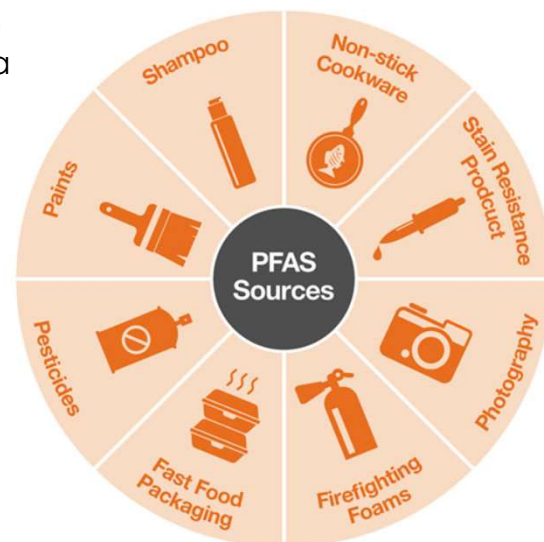 a
Shampoo
Non-stick
Cookware
Stain Resistance
Prodcuct
Photography
Firefighting
Foams
Fast Food
Packaging
Pesticides
Paints
PFAS
Sources